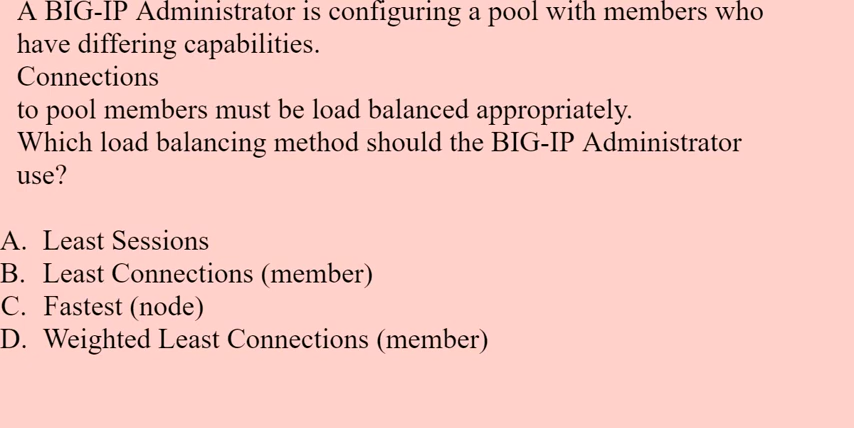 A BIG-IP Administrator is configuring a pool with members who
have differing capabilities.
Connections
to pool members must be load balanced appropriately.
Which load balancing method should the BIG-IP Administrator
use?
A. Least Sessions
B. Least Connections (member)
C. Fastest (node)
D. Weighted Least Connections (member)